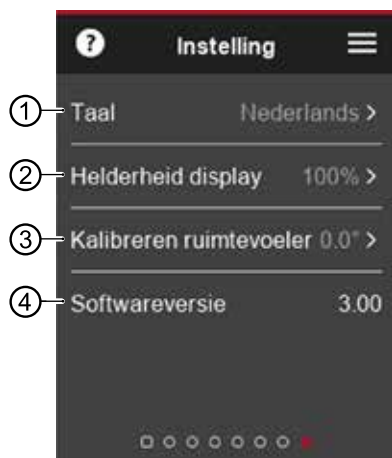 ? Instelling
① Taal Nederlands >
② Helderheid display 100% >
③ Kalibreren ruimtevoeler 0.0° >
④ Softwareversie 3.00